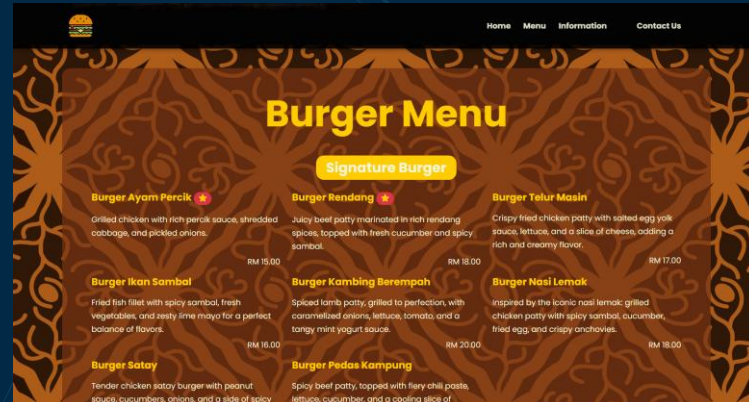 Home Menu Information Contact Us
Burger Menu
Signature Burger
Burger Ayam Percik
Grilled chicken with rich percik sauce, shredded
cabbage, and pickled onions.
RM 15.00
Burger Rendang
Juicy beef patty marinated in rich rendang
spices, topped with fresh cucumber and spicy
sambal.
RM 18.00
Burger Telur Masin
Crispy fried chicken patty with salted egg yolk
sauce, lettuce, and a slice of cheese, adding a
rich and creamy flavor.
RM 17.00
Burger Ikan Sambal
Fried fish fillet with spicy sambal, fresh
vegetables, and zesty lime mayo for a perfect
balance of flavors.
RM 16.00
Burger Kambing Berempah
Spiced lamb patty, grilled to perfection, with
caramelized onions, lettuce, tomato, and a
tangy mint yogurt sauce.
RM 20.00
Burger Nasi Lemak
Inspired by the iconic nasi lemak: grilled
chicken patty with spicy sambal, cucumber,
fried egg, and crispy anchovies.
RM 18.00
Burger Satay
Tender chicken satay burger with peanut
sauce, cucumbers, onions, and a side of spicy
Burger Pedas Kampung
Spicy beef patty, topped with fiery chili paste,
lettuce, cucumber, and a cooling slice of